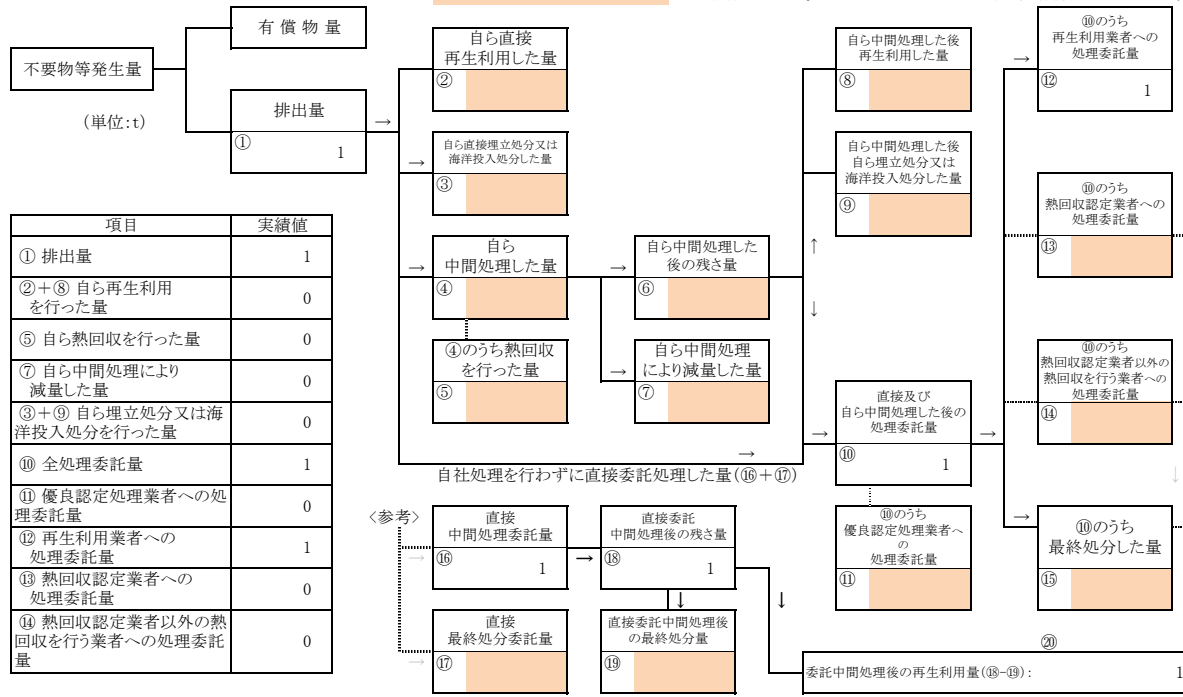 不要物等発生量
(単位:t)
有 償 物 量
排出量
①
1
→
自ら直接
再生利用した量
②
→
自ら直接埋立処分又は
海洋投入処分した量
③
→
自ら
中間処理した量
④
④のうち熱回収
を行った量
⑤
→
自ら中間処理した
後の残さ量
⑥
→
自ら中間処理
により減量した量
⑦
自ら中間処理した後
再生利用した量
⑧
自ら中間処理した後
自ら埋立処分又は
海洋投入処分した量
⑨
↑
↓
→
自社処理を行わずに直接委託処理した量(⑯+⑰)
→
直接及び
自ら中間処理した後の
処理委託量
⑩
1
→
⑩のうち
優良認定処理業者へ
の
処理委託量
⑪
→
⑩のうち
再生利用業者への
処理委託量
⑫
1
⑩のうち
熱回収認定業者への
処理委託量
⑬
⑩のうち
熱回収認定業者以外の
熱回収を行う業者への
処理委託量
⑭
↓
→
⑩のうち
最終処分した量
⑮
項目 実績値
① 排出量 1
②+⑧ 自ら再生利用
を行った量 0
⑤ 自ら熱回収を行った量 0
⑦ 自ら中間処理により
減量した量 0
③+⑨ 自ら埋立処分又は海
洋投入処分を行った量 0
⑩ 全処理委託量 1
⑪ 優良認定処理業者への処
理委託量 0
⑫ 再生利用業者への
処理委託量 1
⑬ 熱回収認定業者への
処理委託量 0
⑭ 熱回収認定業者以外の熱
回収を行う業者への処理委託
量 0
〈参考〉
→
直接
中間処理委託量
⑯
1
→
直接委託
中間処理後の残さ量
⑱
1
→
直接
最終処分委託量
⑰
↓
↓
直接委託中間処理後
の最終処分量
⑲
⑳
委託中間処理後の再生利用量(⑱-⑲): 1